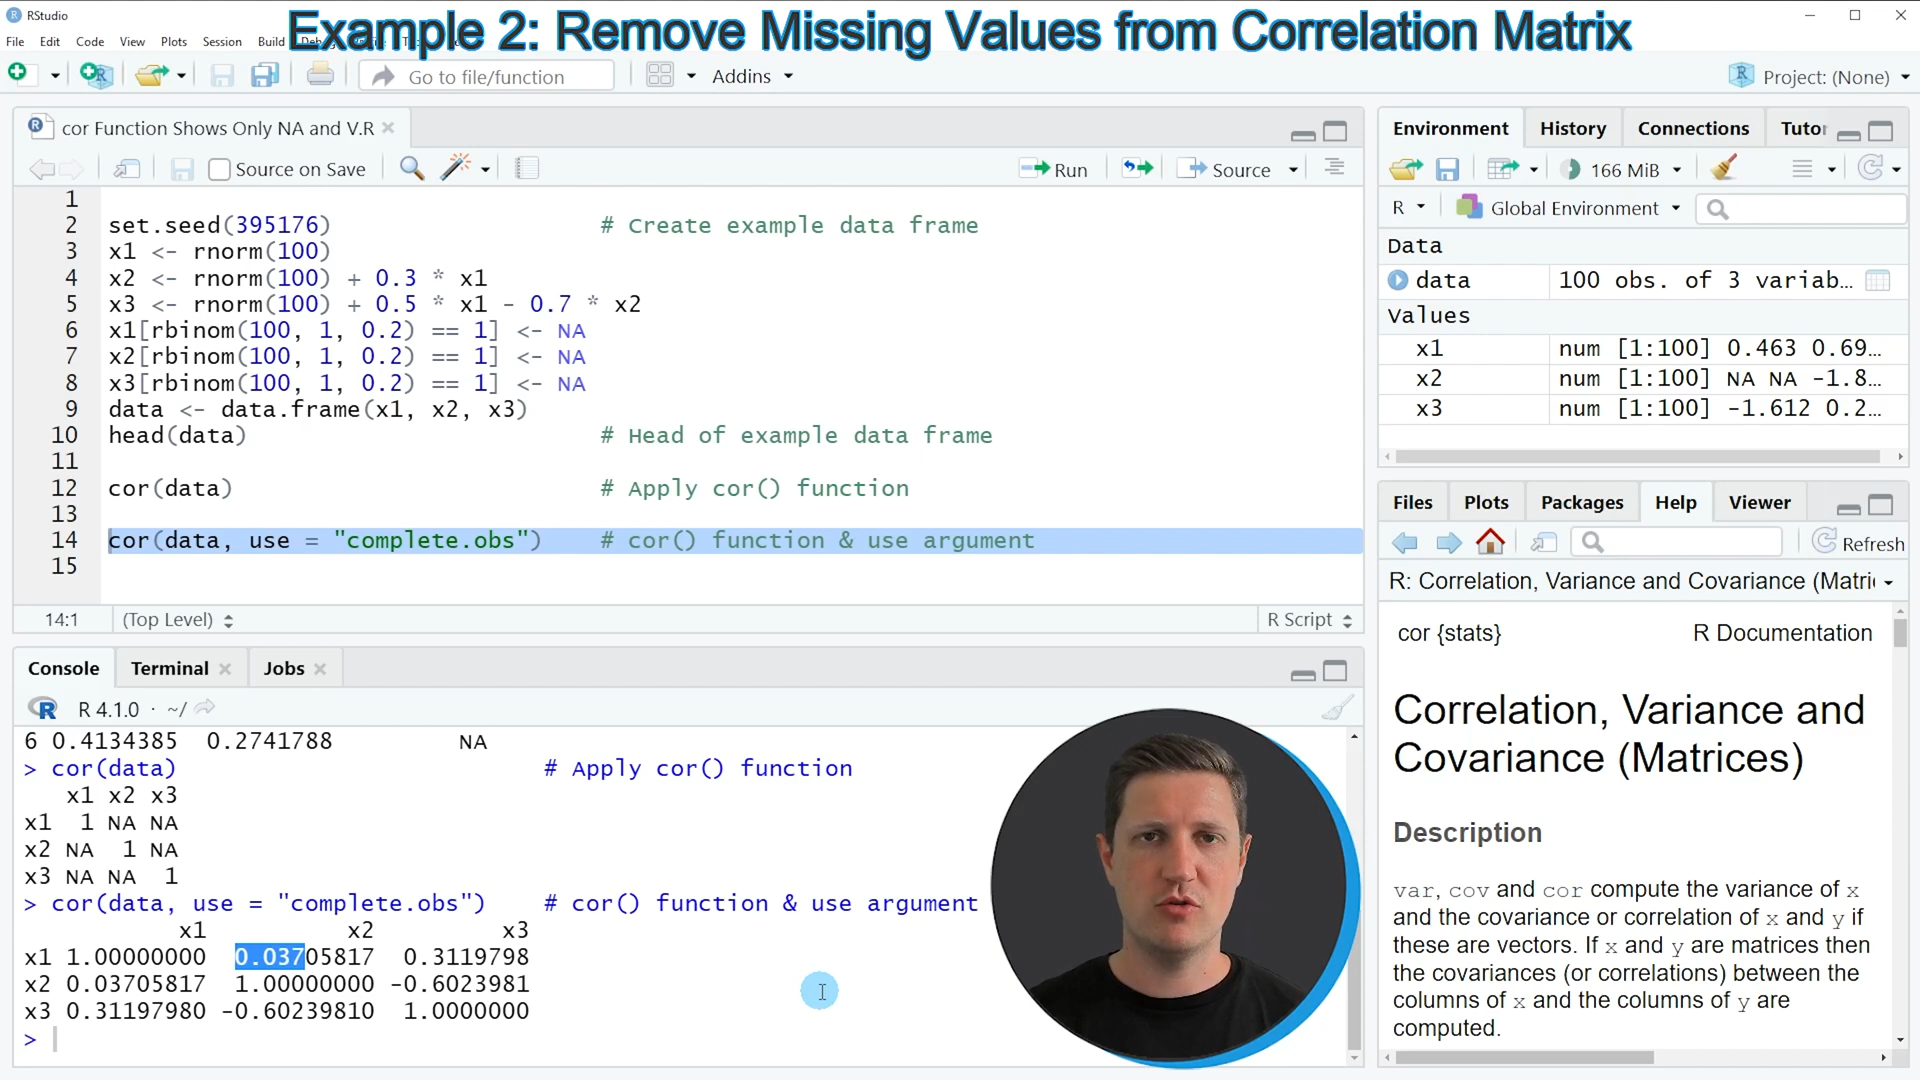 RStudio
Example 2: Remove Missing Values from Correlation Matrix
File Edit Code View Plots Session Build
Go to file/function
Addins
Project: (None)
cor Function Shows Only NA and V.R
Source on Save
Run
Source
1
2 set.seed(395176) # Create example data frame
3 x1 <- rnorm(100)
4 x2 <- rnorm(100) + 0.3 * x1
5 x3 <- rnorm(100) + 0.5 * x1 - 0.7 * x2
6 x1[rbinom(100, 1, 0.2) == 1] <- NA
7 x2[rbinom(100, 1, 0.2) == 1] <- NA
8 x3[rbinom(100, 1, 0.2) == 1] <- NA
9 data <- data.frame(x1, x2, x3)
10 head(data) # Head of example data frame
11
12 cor(data) # Apply cor() function
13
14 cor(data, use = "complete.obs") # cor() function & use argument
15
14:1 (Top Level) R Script
Console Terminal Jobs
R 4.1.0 · ~/
6 0.4134385 0.2741788 NA
> cor(data) # Apply cor() function
x1 x2 x3
x1 1 NA NA
x2 NA 1 NA
x3 NA NA 1
> cor(data, use = "complete.obs") # cor() function & use argument
x1 x2 x3
x1 1.00000000 0.03705817 0.3119798
x2 0.03705817 1.00000000 -0.6023981
x3 0.31197980 -0.60239810 1.0000000
>
Environment History Connections Tutor
166 MiB
R Global Environment
Data
data 100 obs. of 3 variab…
Values
x1 num [1:100] 0.463 0.69…
x2 num [1:100] NA NA -1.8…
x3 num [1:100] -1.612 0.2…
Files Plots Packages Help Viewer
Refresh
R: Correlation, Variance and Covariance (Matri
cor {stats} R Documentation
Correlation, Variance and
Covariance (Matrices)
Description
var, cov and cor compute the variance of x
and the covariance or correlation of x and y if
these are vectors. If x and y are matrices then
the covariances (or correlations) between the
columns of x and the columns of y are
computed.